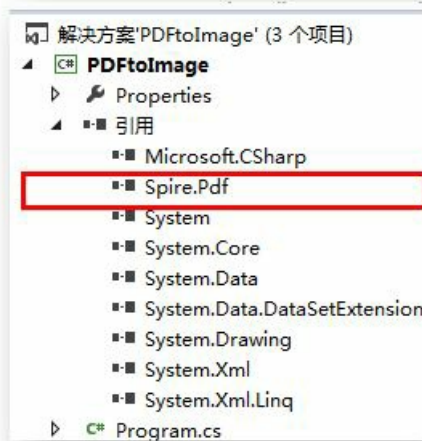 解决方案'PDFtoImage' (3 个项目)
C# PDFtoImage
Properties
引用
Microsoft.CSharp
Spire.Pdf
System
System.Core
System.Data
System.Data.DataSetExtension
System.Drawing
System.Xml
System.Xml.Linq
C# Program.cs